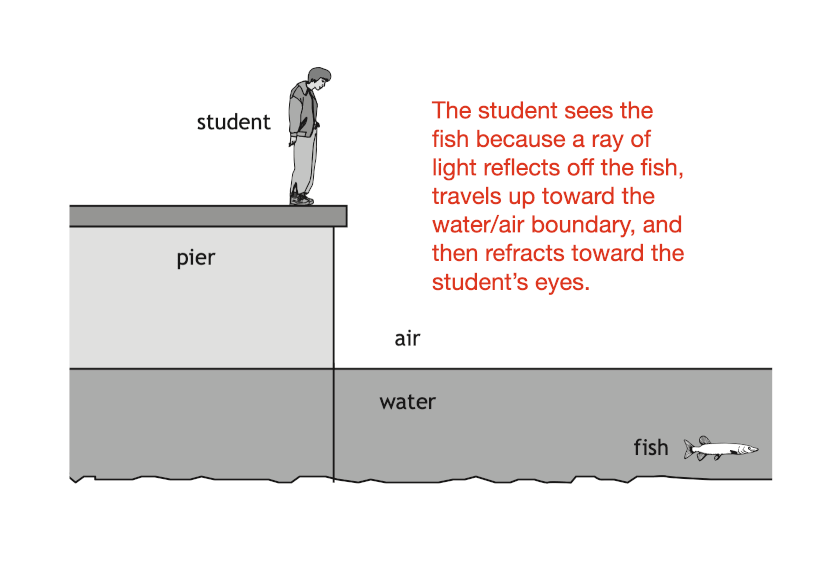 student
The student sees the
fish because a ray of
light reflects off the fish,
travels up toward the
water/air boundary, and
then refracts toward the
student’s eyes.
pier
air
water
fish